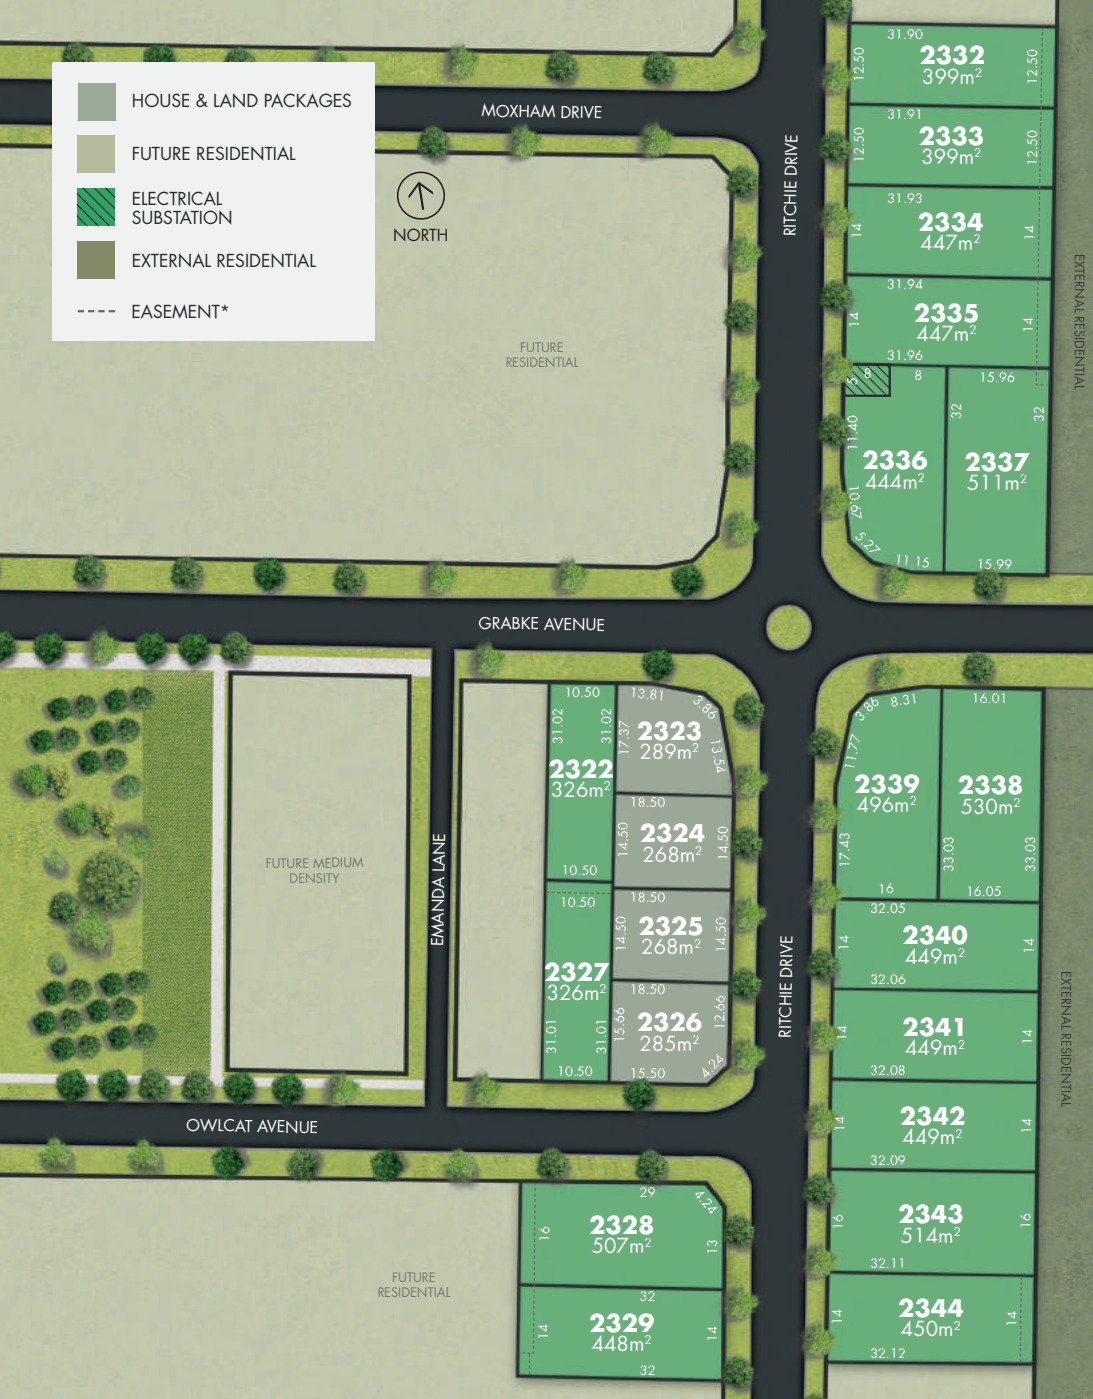 HOUSE & LAND PACKAGES
FUTURE RESIDENTIAL
ELECTRICAL
SUBSTATION
EXTERNAL RESIDENTIAL
EASEMENT*
NORTH
MOXHAM DRIVE
RITCHIE DRIVE
FUTURE
RESIDENTIAL
31.90
12.50
2332
399m²
12.50
31.91
12.50
2333
399m²
12.50
31.93
14
2334
447m²
14
31.94
14
2335
447m²
14
31.96
EXTERNAL RESIDENTIAL
5
8
8
11.40
2336
444m²
10.67
5.27
11.15
15.96
32
32
2337
511m²
15.99
GRABKE AVENUE
FUTURE MEDIUM
DENSITY
EMANDA LANE
10.50
31.02
31.02
2322
326m²
10.50
13.81
3.86
17.37
2323
289m²
13.54
18.50
14.50
2324
268m²
14.50
18.50
14.50
2325
268m²
14.50
18.50
15.66
2326
285m²
12.66
15.50
4.24
10.50
2327
326m²
31.01
31.01
10.50
RITCHIE DRIVE
3.86
8.31
11.77
2339
496m²
17.43
16
16.01
2338
530m²
33.03
33.03
16.05
32.05
14
2340
449m²
14
32.06
14
2341
449m²
14
32.08
14
2342
449m²
14
32.09
16
2343
514m²
16
32.11
14
2344
450m²
14
32.12
EXTERNAL RESIDENTIAL
OWLCAT AVENUE
FUTURE
RESIDENTIAL
29
4.24
16
2328
507m²
13
32
14
2329
448m²
14
32